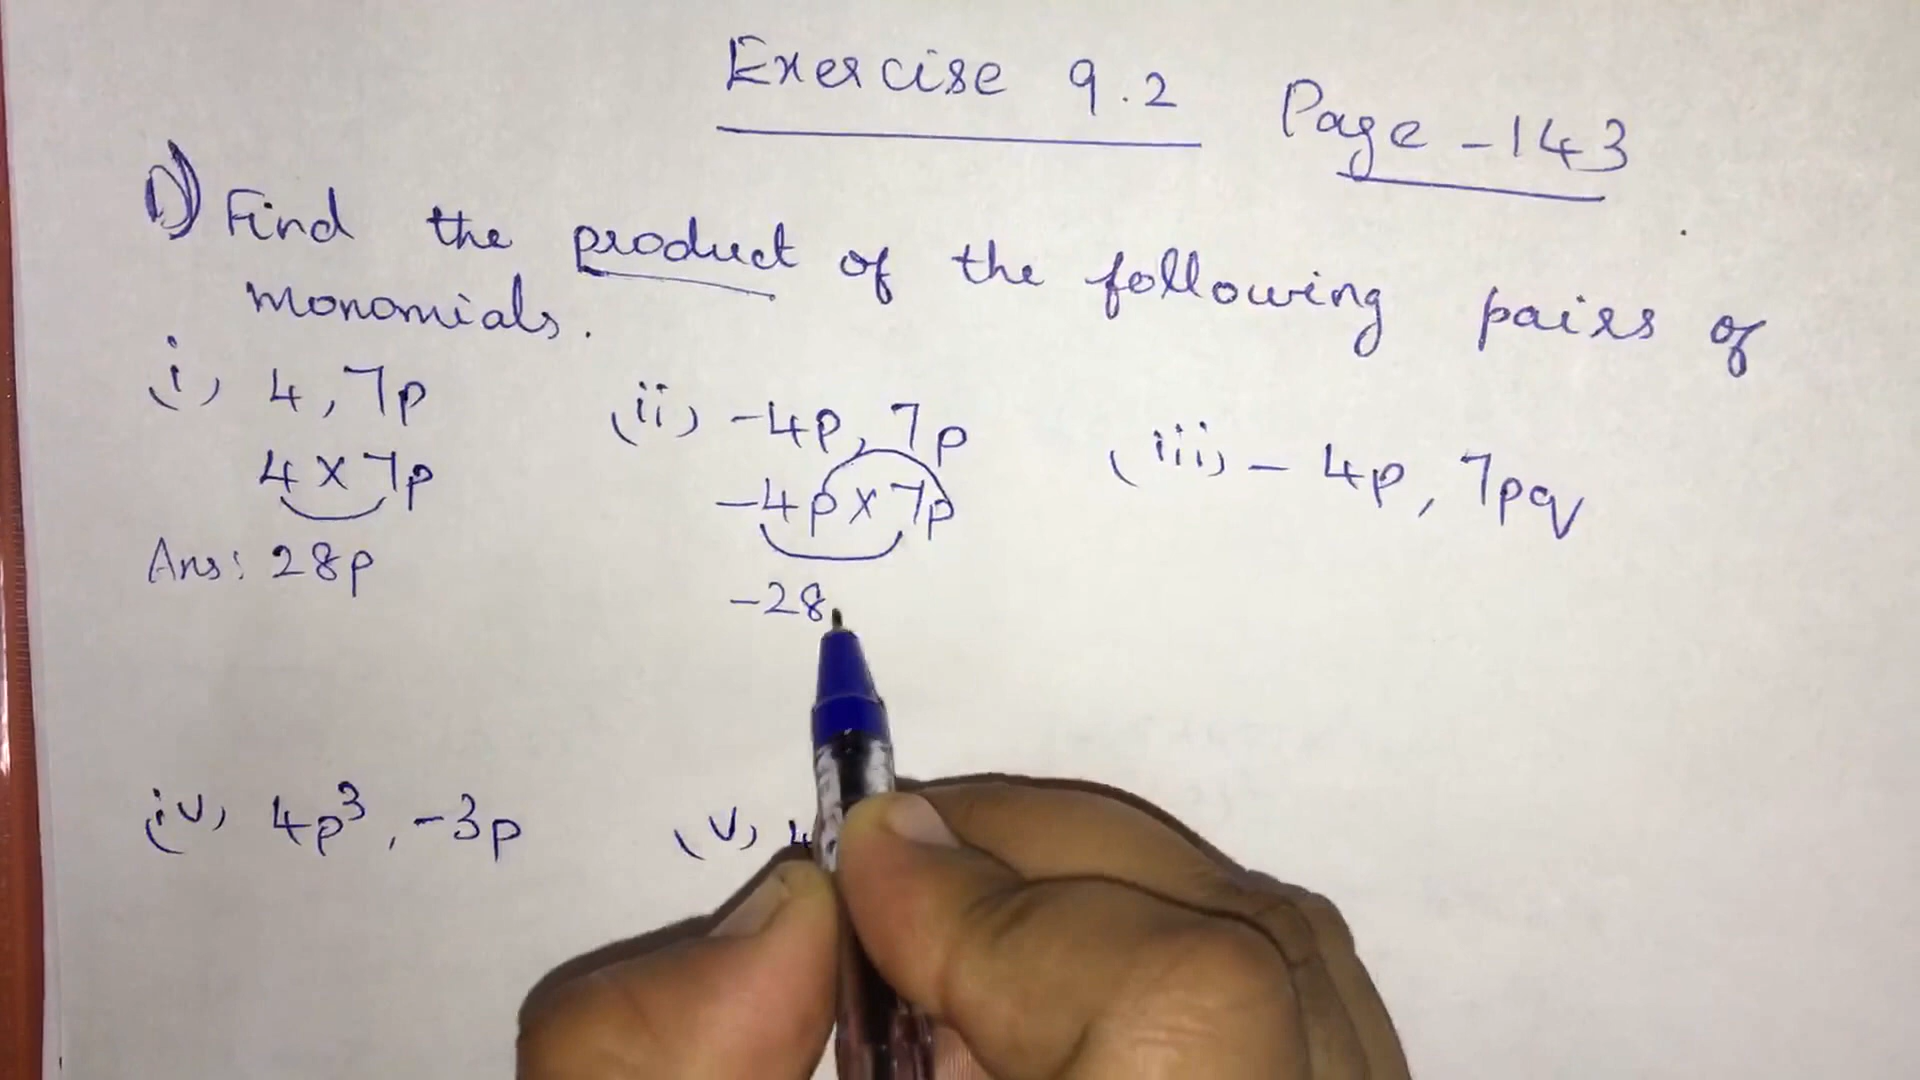 Exercise 9.2 Page - 143
1) Find the product of the following pairs of
monomials.
(i) 4, 7p (ii) -4p, 7p (iii) - 4p, 7pq
4 x 7p -4p x 7p
Ans: 28p -28
(iv) 4p³, -3p (v) 4